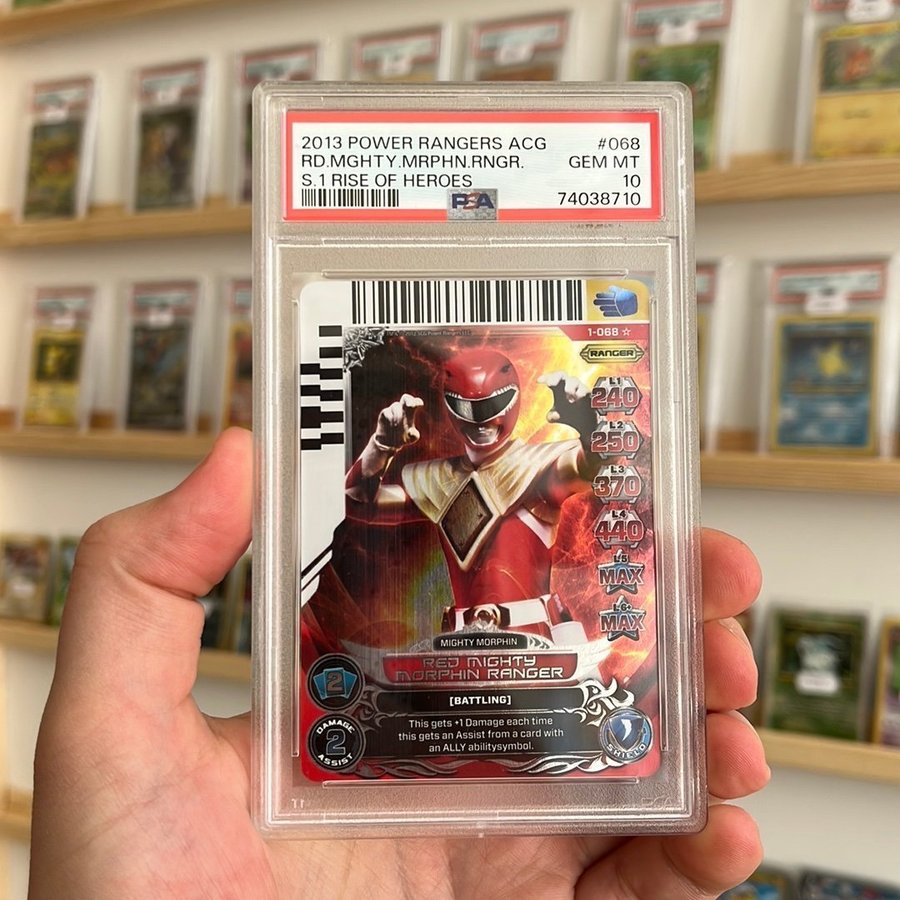 2013 POWER RANGERS ACG #068
RD.MGHTY.MRPHN.RNGR. GEM MT
S.1 RISE OF HEROES 10
PSA 74038710
1-068 ☆
RANGER
L1
240
L2
250
L3
370
L4
440
L5
MAX
L6+
MAX
MIGHTY MORPHIN
RED MIGHTY
MORPHIN RANGER
2
[BATTLING]
This gets +1 Damage each time
this gets an Assist from a card with
an ALLY abilitysymbol.
DAMAGE
2
ASSIST
SHIELD
PSA